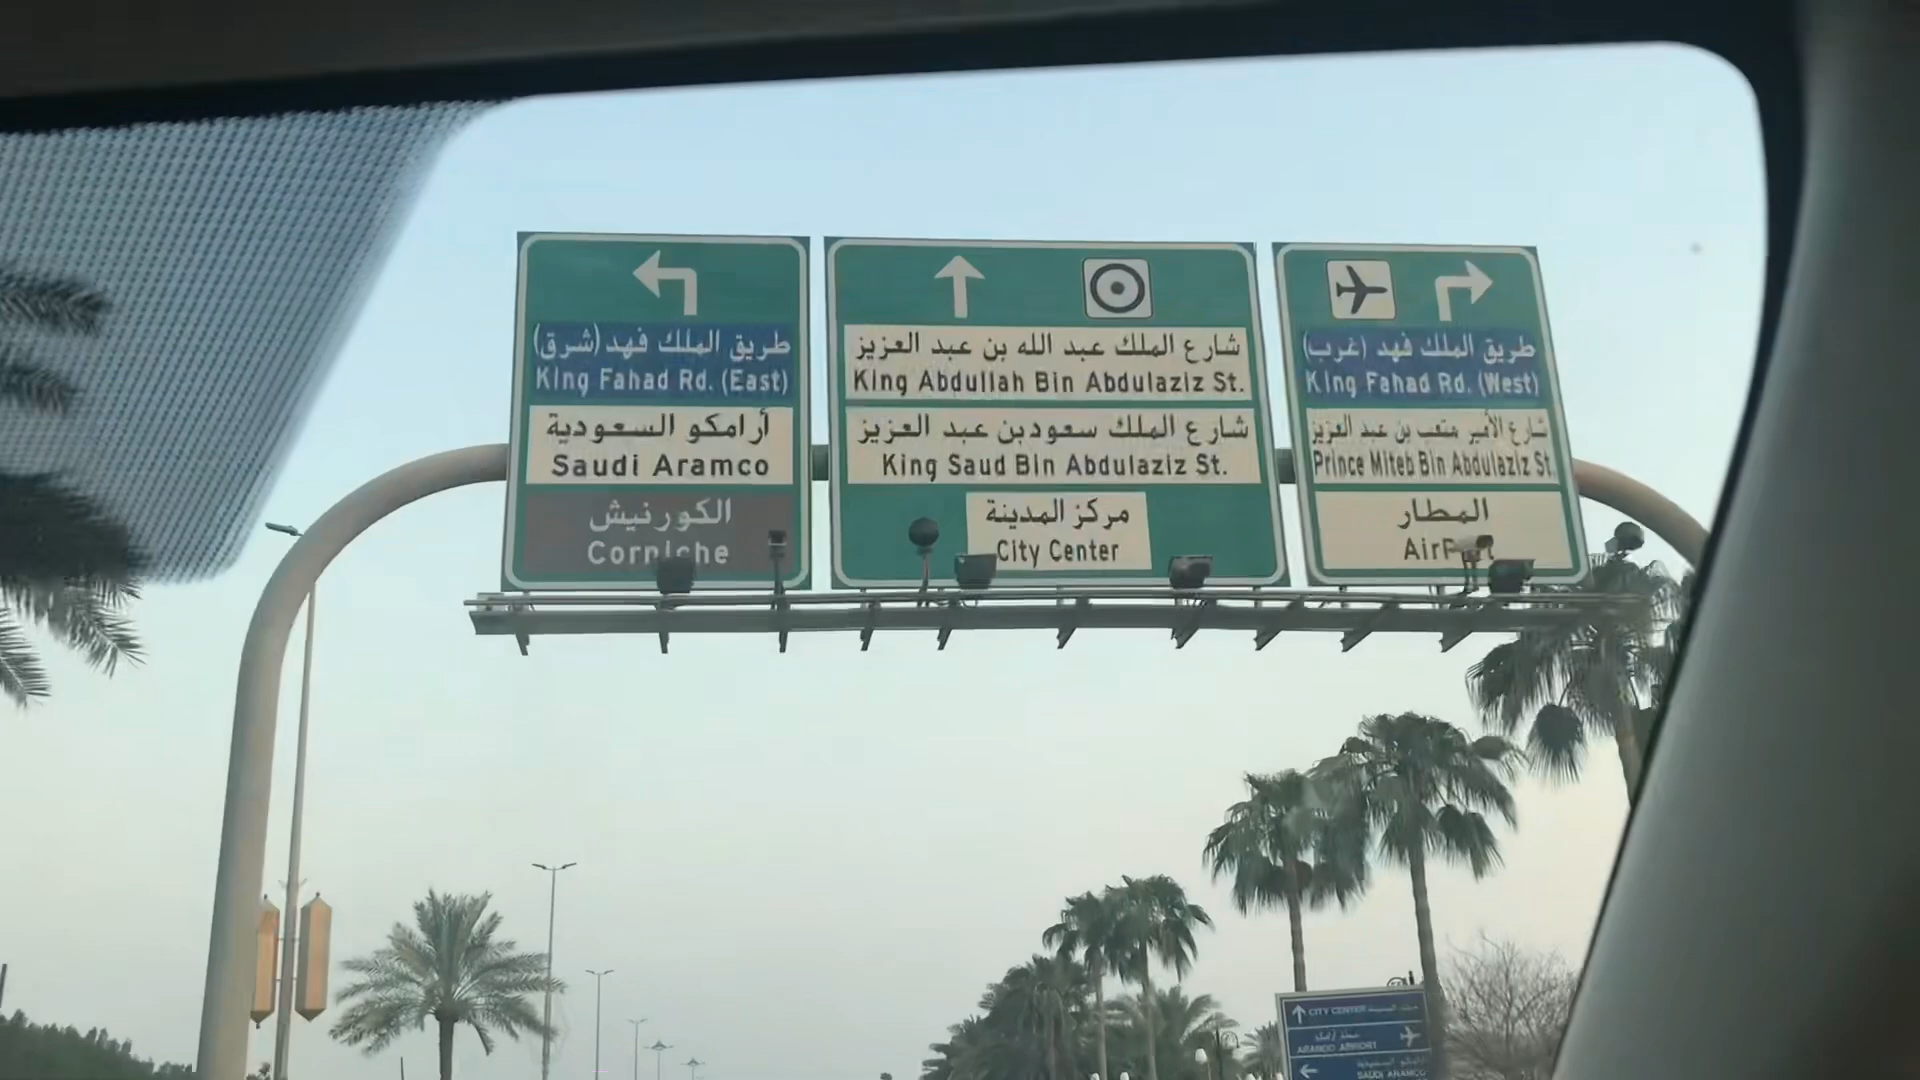 طريق الملك فهد (شرق)
King Fahad Rd. (East)
أرامكو السعودية
Saudi Aramco
الكورنيش
Corniche
شارع الملك عبد الله بن عبد العزيز
King Abdullah Bin Abdulaziz St.
شارع الملك سعود بن عبد العزيز
King Saud Bin Abdulaziz St.
مركز المدينة
City Center
طريق الملك فهد (غرب)
King Fahad Rd. (West)
شارع الأمير متعب بن عبد العزيز
Prince Miteb Bin Abdulaziz St.
المطار
AirPort
CITY CENTER
SAUDI ARAMCO